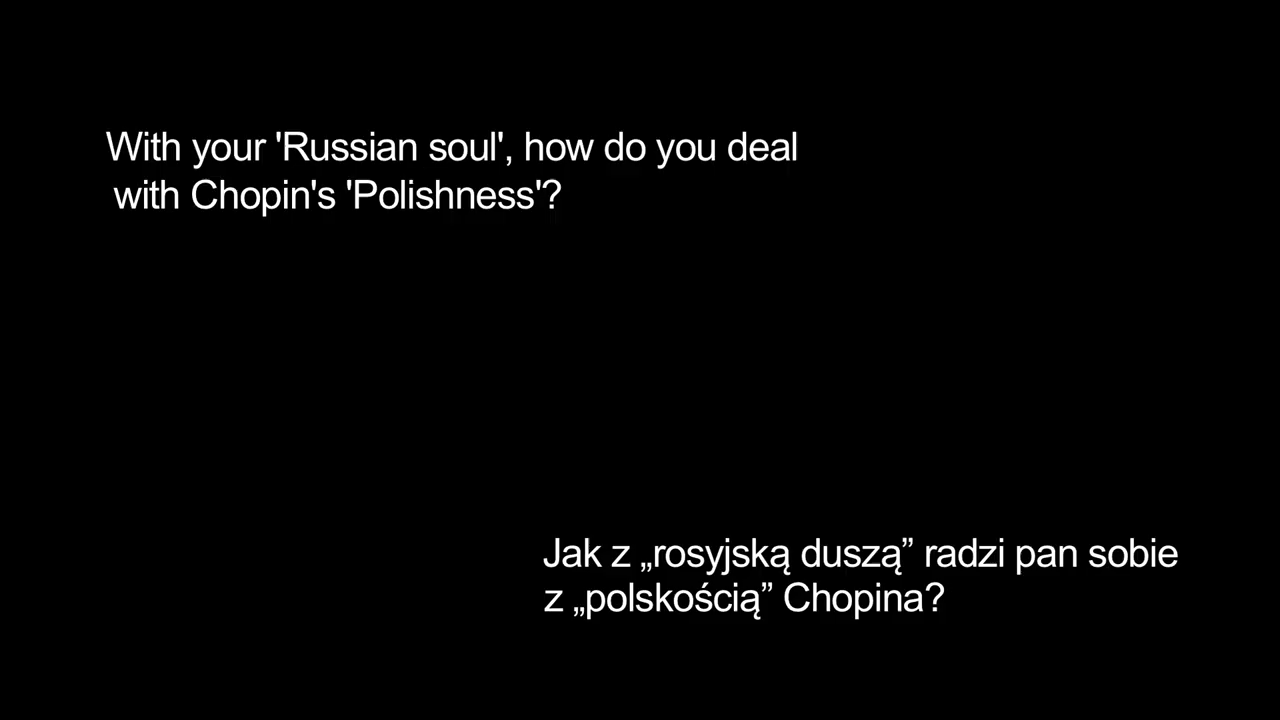 With your 'Russian soul', how do you deal
with Chopin's 'Polishness'?
Jak z „rosyjską duszą” radzi pan sobie
z „polskością” Chopina?